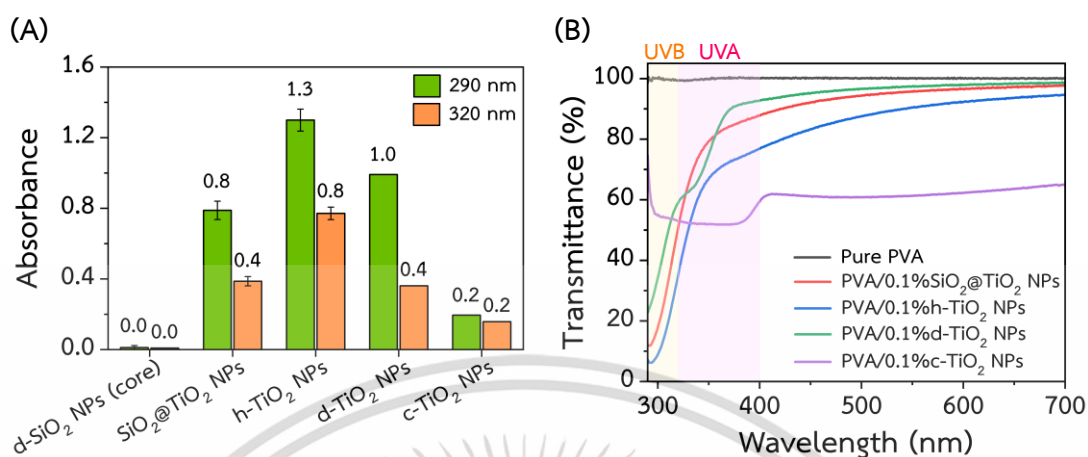 (A)
Absorbance
1.6
1.2
0.8
0.4
0.0
290 nm
320 nm
0.0
0.0
0.8
0.4
1.3
0.8
1.0
0.4
0.2
0.2
d-SiO₂ NPs (core)
SiO₂@TiO₂ NPs
h-TiO₂ NPs
d-TiO₂ NPs
c-TiO₂ NPs
(B)
UVB UVA
Transmittance (%)
100
80
60
40
20
0
Pure PVA
PVA/0.1%SiO₂@TiO₂ NPs
PVA/0.1%h-TiO₂ NPs
PVA/0.1%d-TiO₂ NPs
PVA/0.1%c-TiO₂ NPs
300 400 500 600 700
Wavelength (nm)